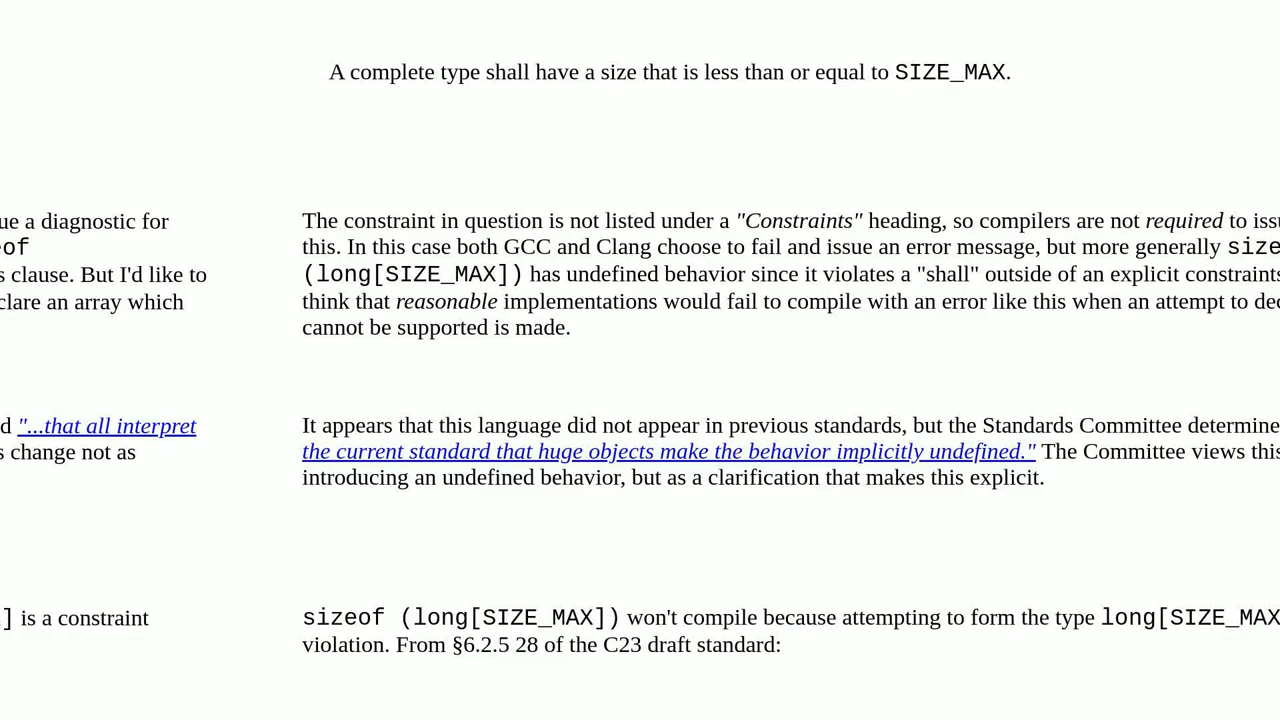 A complete type shall have a size that is less than or equal to SIZE_MAX.
ue a diagnostic for
eof
s clause. But I'd like to
clare an array which
The constraint in question is not listed under a "Constraints" heading, so compilers are not required to issu
this. In this case both GCC and Clang choose to fail and issue an error message, but more generally size
(long[SIZE_MAX]) has undefined behavior since it violates a "shall" outside of an explicit constraints
think that reasonable implementations would fail to compile with an error like this when an attempt to dec
cannot be supported is made.
d "...that all interpret
s change not as
It appears that this language did not appear in previous standards, but the Standards Committee determine
the current standard that huge objects make the behavior implicitly undefined." The Committee views this
introducing an undefined behavior, but as a clarification that makes this explicit.
] is a constraint
sizeof (long[SIZE_MAX]) won't compile because attempting to form the type long[SIZE_MAX
violation. From §6.2.5 28 of the C23 draft standard: